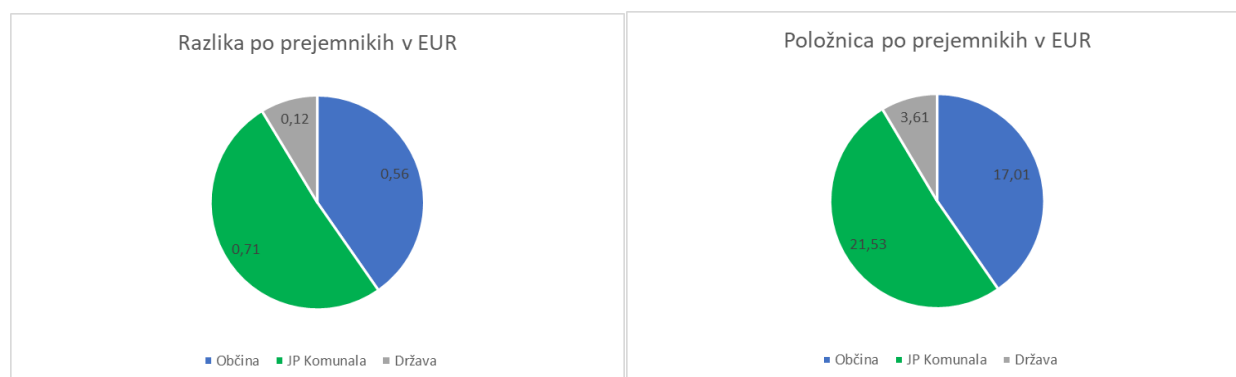 Razlika po prejemnikih v EUR
0,12
0,56
0,71
Občina JP Komunala Država
Položnica po prejemnikih v EUR
3,61
17,01
21,53
Občina JP Komunala Država